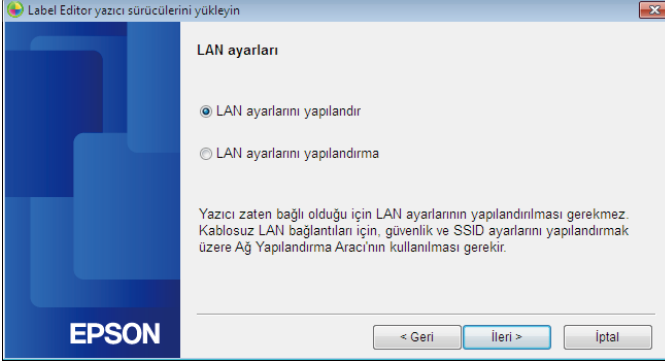 Label Editor yazıcı sürücülerini yükleyin
LAN ayarları
LAN ayarlarını yapılandır
LAN ayarlarını yapılandırma
Yazıcı zaten bağlı olduğu için LAN ayarlarının yapılandırılması gerekmez.
Kablosuz LAN bağlantıları için, güvenlik ve SSID ayarlarını yapılandırmak
üzere Ağ Yapılandırma Aracı'nın kullanılması gerekir.
EPSON
< Geri
İleri >
İptal